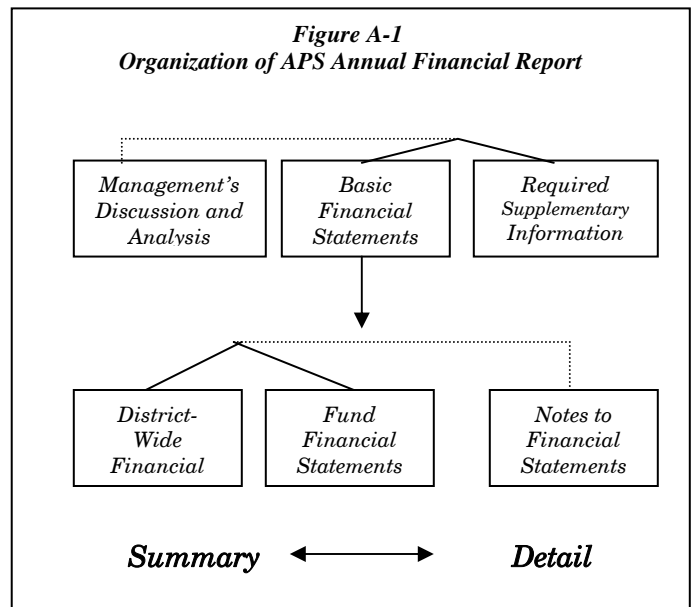 Figure A-1
Organization of APS Annual Financial Report
Management's
Discussion and
Analysis
Basic
Financial
Statements
Required
Supplementary
Information
District-
Wide
Financial
Fund
Financial
Statements
Notes to
Financial
Statements
Summary
Detail